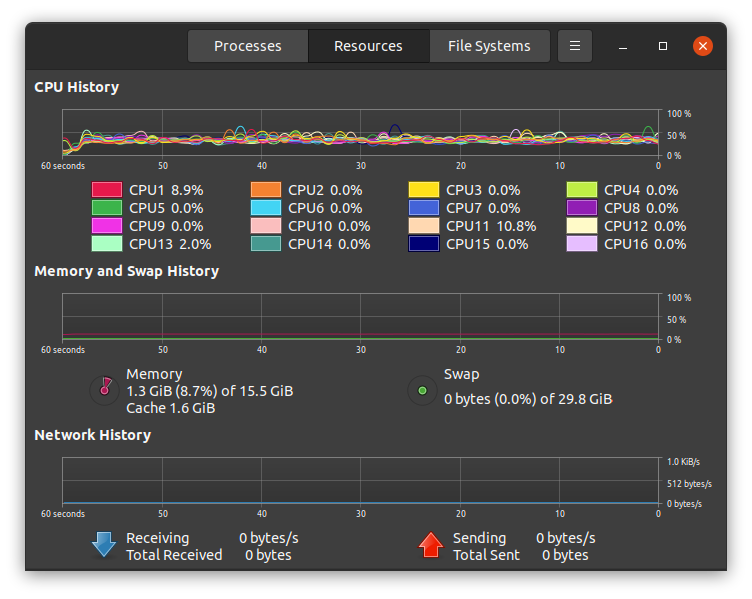 Processes Resources File Systems
CPU History
100 %
50 %
0 %
60 seconds 50 40 30 20 10 0
CPU1 8.9% CPU2 0.0% CPU3 0.0% CPU4 0.0%
CPU5 0.0% CPU6 0.0% CPU7 0.0% CPU8 0.0%
CPU9 0.0% CPU10 0.0% CPU11 10.8% CPU12 0.0%
CPU13 2.0% CPU14 0.0% CPU15 0.0% CPU16 0.0%
Memory and Swap History
100 %
50 %
0 %
60 seconds 50 40 30 20 10 0
Memory
1.3 GiB (8.7%) of 15.5 GiB
Cache 1.6 GiB
Swap
0 bytes (0.0%) of 29.8 GiB
Network History
1.0 KiB/s
512 bytes/s
0 bytes/s
60 seconds 50 40 30 20 10 0
Receiving 0 bytes/s
Total Received 0 bytes
Sending 0 bytes/s
Total Sent 0 bytes